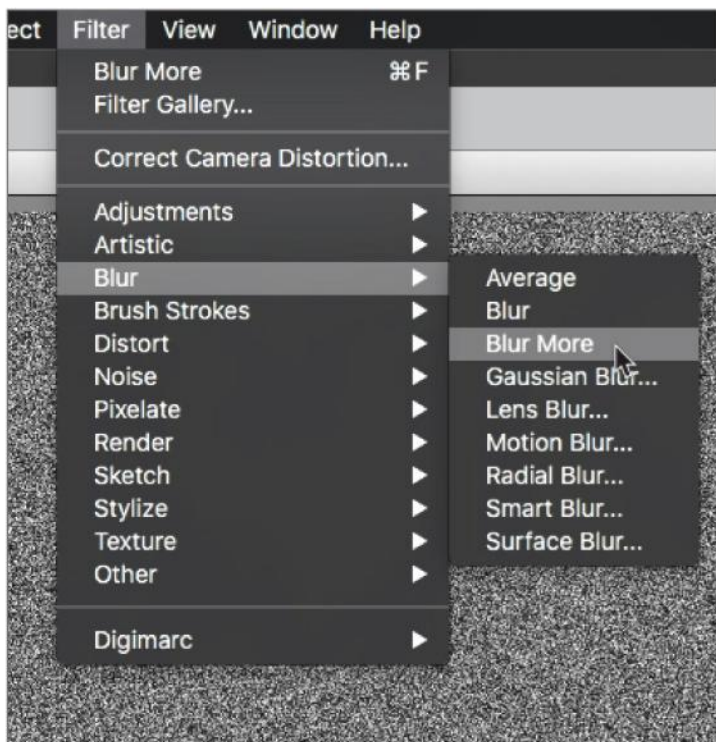 ect Filter View Window Help
Blur More ⌘F
Filter Gallery...
Correct Camera Distortion...
Adjustments ▶
Artistic ▶
Blur ▶
Brush Strokes ▶
Distort ▶
Noise ▶
Pixelate ▶
Render ▶
Sketch ▶
Stylize ▶
Texture ▶
Other ▶
Digimarc ▶
Average
Blur
Blur More
Gaussian Blur...
Lens Blur...
Motion Blur...
Radial Blur...
Smart Blur...
Surface Blur...